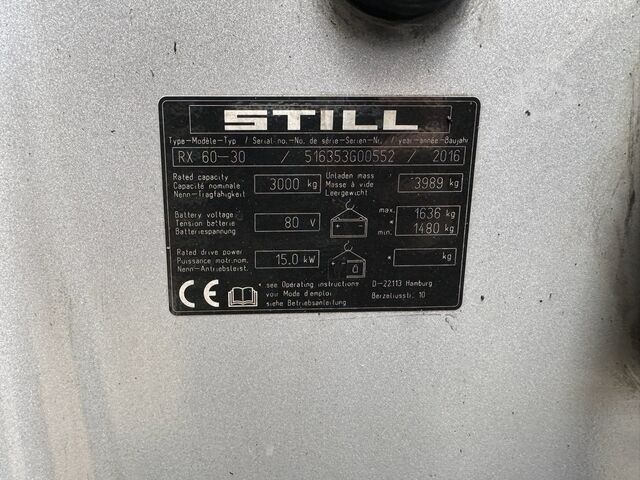 STILL
Type-Modèle-Typ / Serial-no.-No. de série-Serien-Nr. / year-année-Baujahr
RX 60-30 / 516353G00552 / 2016
Rated capacity
Capacité nominale
Nenn-Tragfähigkeit
3000 kg
Unladen mass
Masse à vide
Leergewicht
3989 kg
Battery voltage
Tension batterie
Batteriespannung
80 V
max. 1636 kg
*
min. 1480 kg
Rated drive power
Puissance motr.nom.
Nenn-Antriebsleist.
15.0 kW
* kg
CE
* see Operating instructions
voir Mode d'emploi
siehe Betriebsanleitung
D-22113 Hamburg
Berzeliusstr. 10